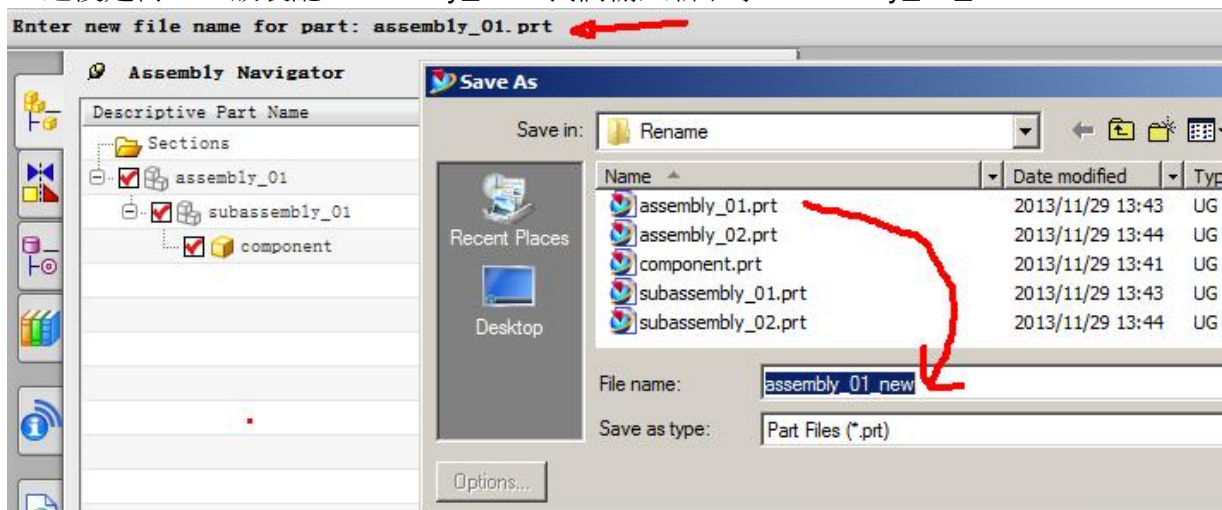 Enter new file name for part: assembly_01.prt
Assembly Navigator
Descriptive Part Name
Sections
assembly_01
subassembly_01
component
Save As
Save in:
Rename
Name
Date modified
Typ
assembly_01.prt
2013/11/29 13:43
UG
assembly_02.prt
2013/11/29 13:44
UG
component.prt
2013/11/29 13:41
UG
subassembly_01.prt
2013/11/29 13:43
UG
subassembly_02.prt
2013/11/29 13:44
UG
Recent Places
Desktop
File name:
assembly_01_new
Save as type:
Part Files (*.prt)
Options...